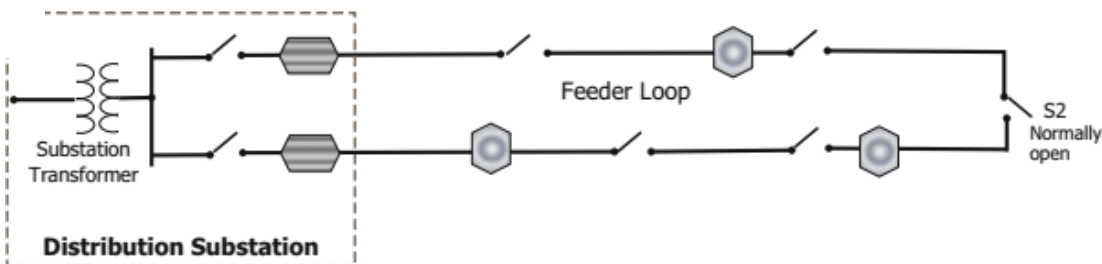 Feeder Loop
S2
Normally
open
Substation
Transformer
Distribution Substation